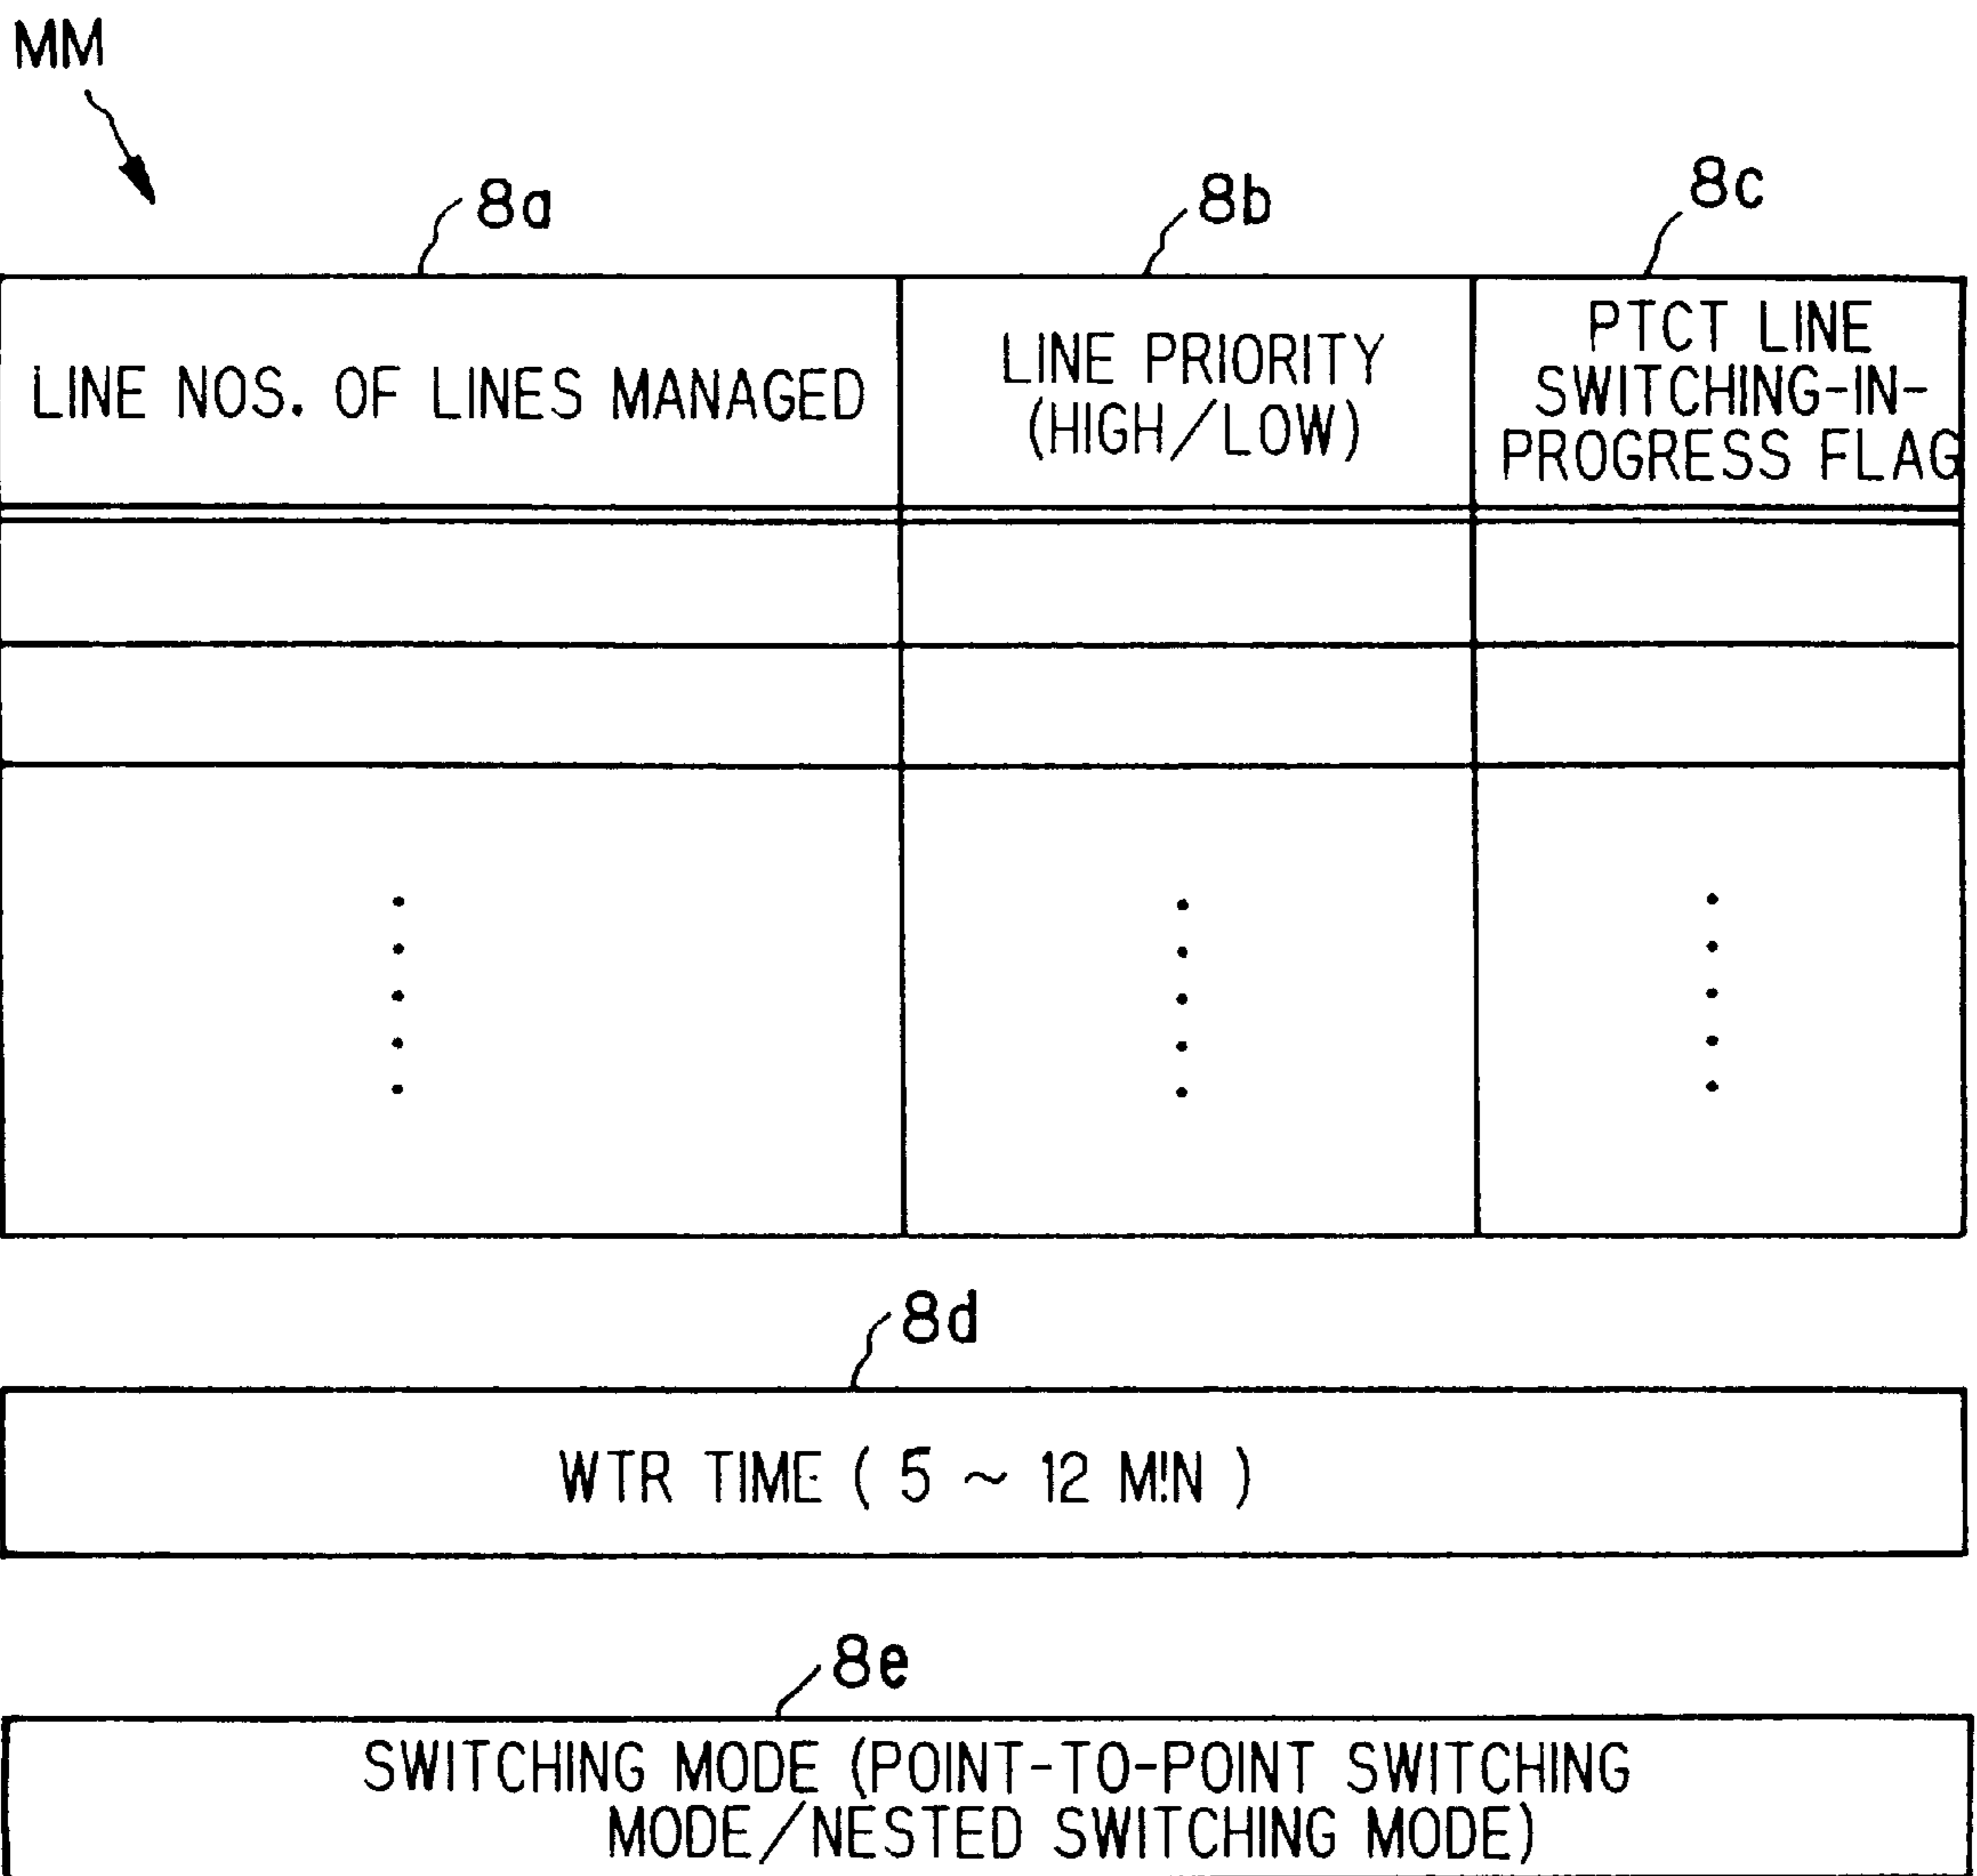 MM
8a
8b
8c
LINE NOS. OF LINES MANAGED
LINE PRIORITY
(HIGH/LOW)
PTCT LINE
SWITCHING-IN-
PROGRESS FLAG
8d
WTR TIME ( 5 ~ 12 MIN )
8e
SWITCHING MODE (POINT-TO-POINT SWITCHING
MODE/NESTED SWITCHING MODE)